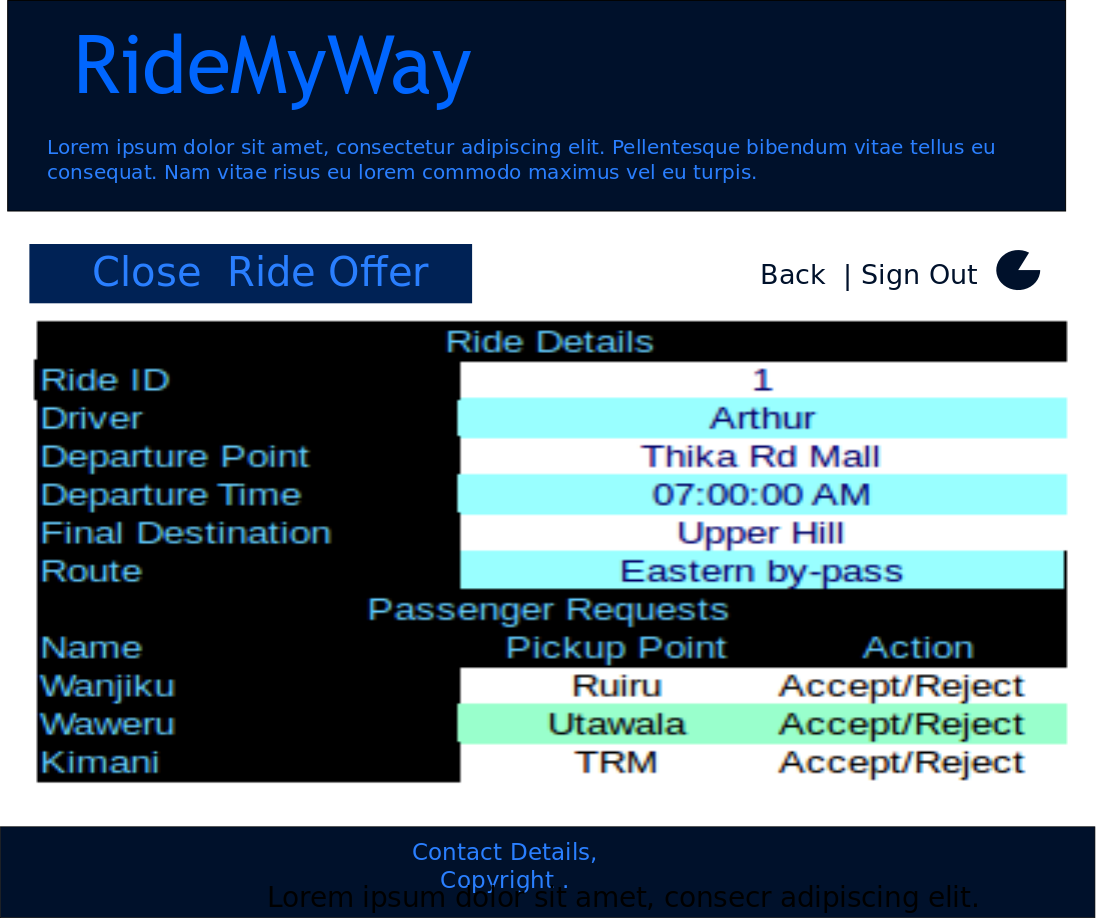 RideMyWay
Lorem ipsum dolor sit amet, consectetur adipiscing elit. Pellentesque bibendum vitae tellus eu
consequat. Nam vitae risus eu lorem commodo maximus vel eu turpis.
Close Ride Offer
Back | Sign Out
Ride Details
Ride ID 1
Driver Arthur
Departure Point Thika Rd Mall
Departure Time 07:00:00 AM
Final Destination Upper Hill
Route Eastern by-pass
Passenger Requests
Name Pickup Point Action
Wanjiku Ruiru Accept/Reject
Waweru Utawala Accept/Reject
Kimani TRM Accept/Reject
Contact Details,
Copyright .
Lorem ipsum dolor sit amet, consecr adipiscing elit.